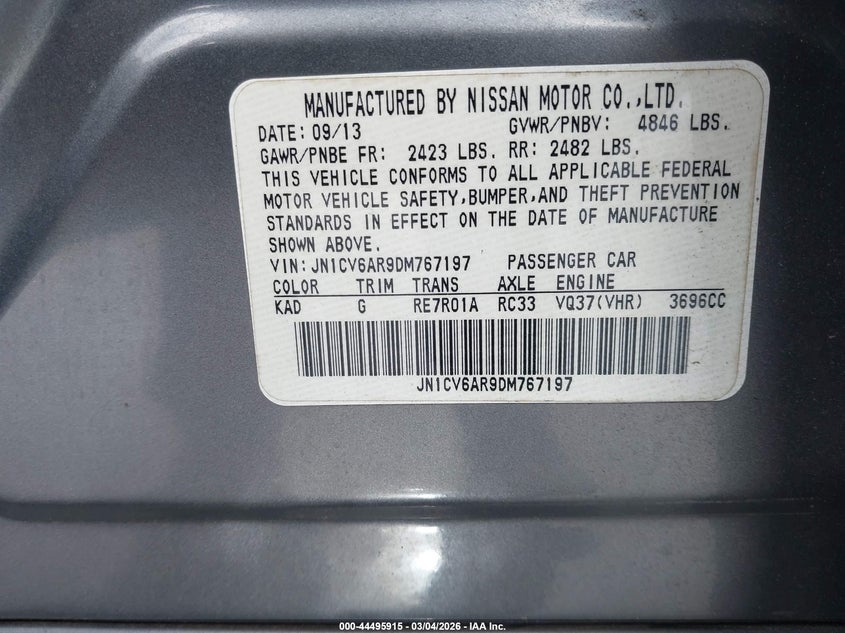 MANUFACTURED BY NISSAN MOTOR CO.,LTD.
DATE: 09/13 GVWR/PNBV: 4846 LBS.
GAWR/PNBE FR: 2423 LBS. RR: 2482 LBS.
THIS VEHICLE CONFORMS TO ALL APPLICABLE FEDERAL
MOTOR VEHICLE SAFETY,BUMPER,AND THEFT PREVENTION
STANDARDS IN EFFECT ON THE DATE OF MANUFACTURE
SHOWN ABOVE.
VIN:JN1CV6AR9DM767197 PASSENGER CAR
COLOR TRIM TRANS AXLE ENGINE
KAD G RE7R01A RC33 VQ37(VHR) 3696CC
JN1CV6AR9DM767197
000-44495915 - 03/04/2026 - IAA Inc.